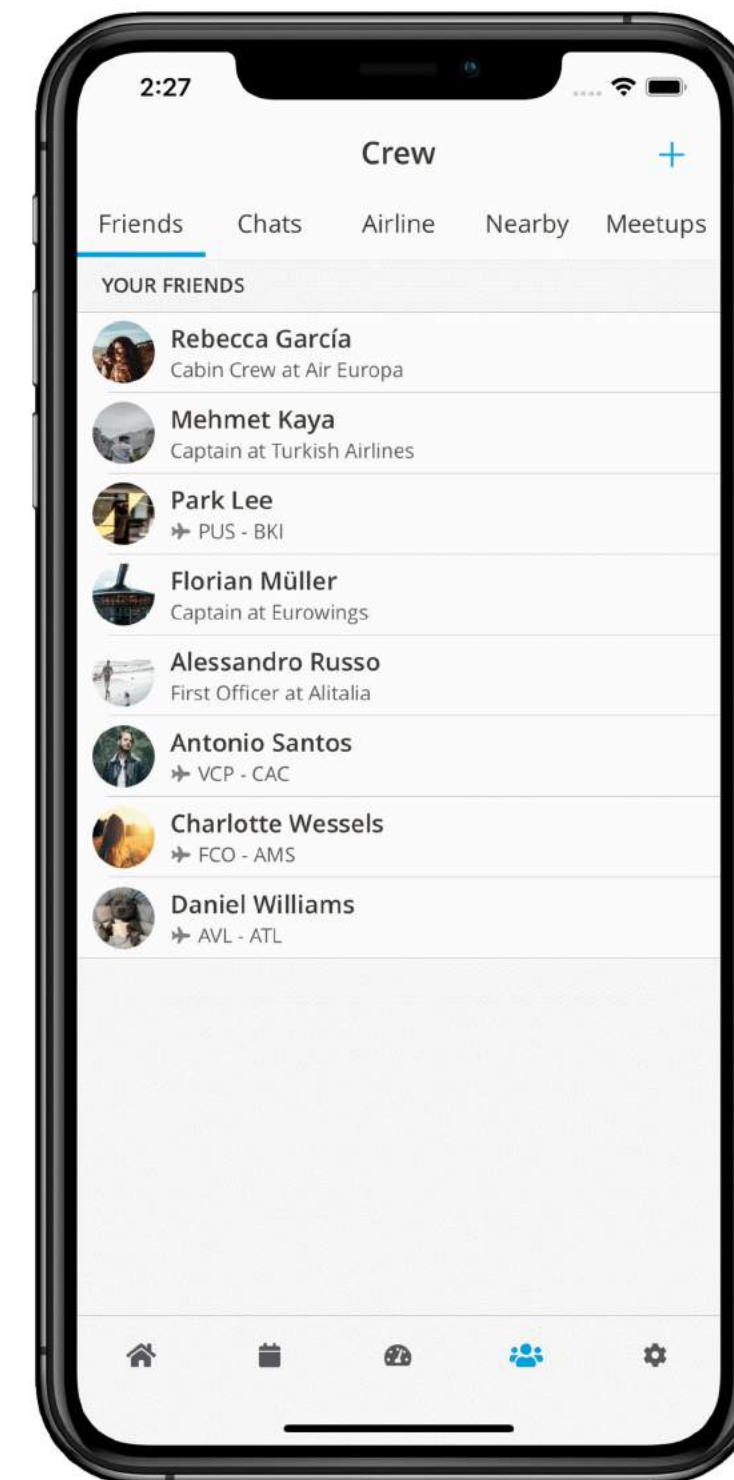 2:27
Crew
Friends Chats Airline Nearby Meetups
YOUR FRIENDS
Rebecca García
Cabin Crew at Air Europa
Mehmet Kaya
Captain at Turkish Airlines
Park Lee
PUS - BKI
Florian Müller
Captain at Eurowings
Alessandro Russo
First Officer at Alitalia
Antonio Santos
VCP - CAC
Charlotte Wessels
FCO - AMS
Daniel Williams
AVL - ATL